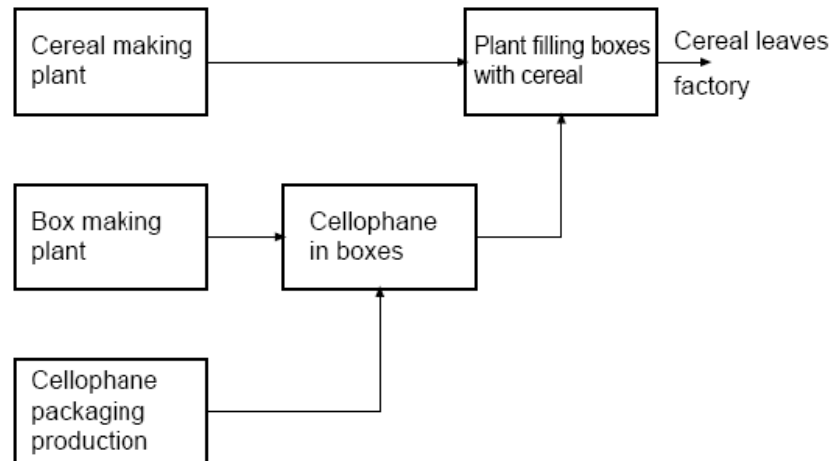 Cereal making
plant
Plant filling boxes
with cereal
Cereal leaves
factory
Box making
plant
Cellophane
in boxes
Cellophane
packaging
production